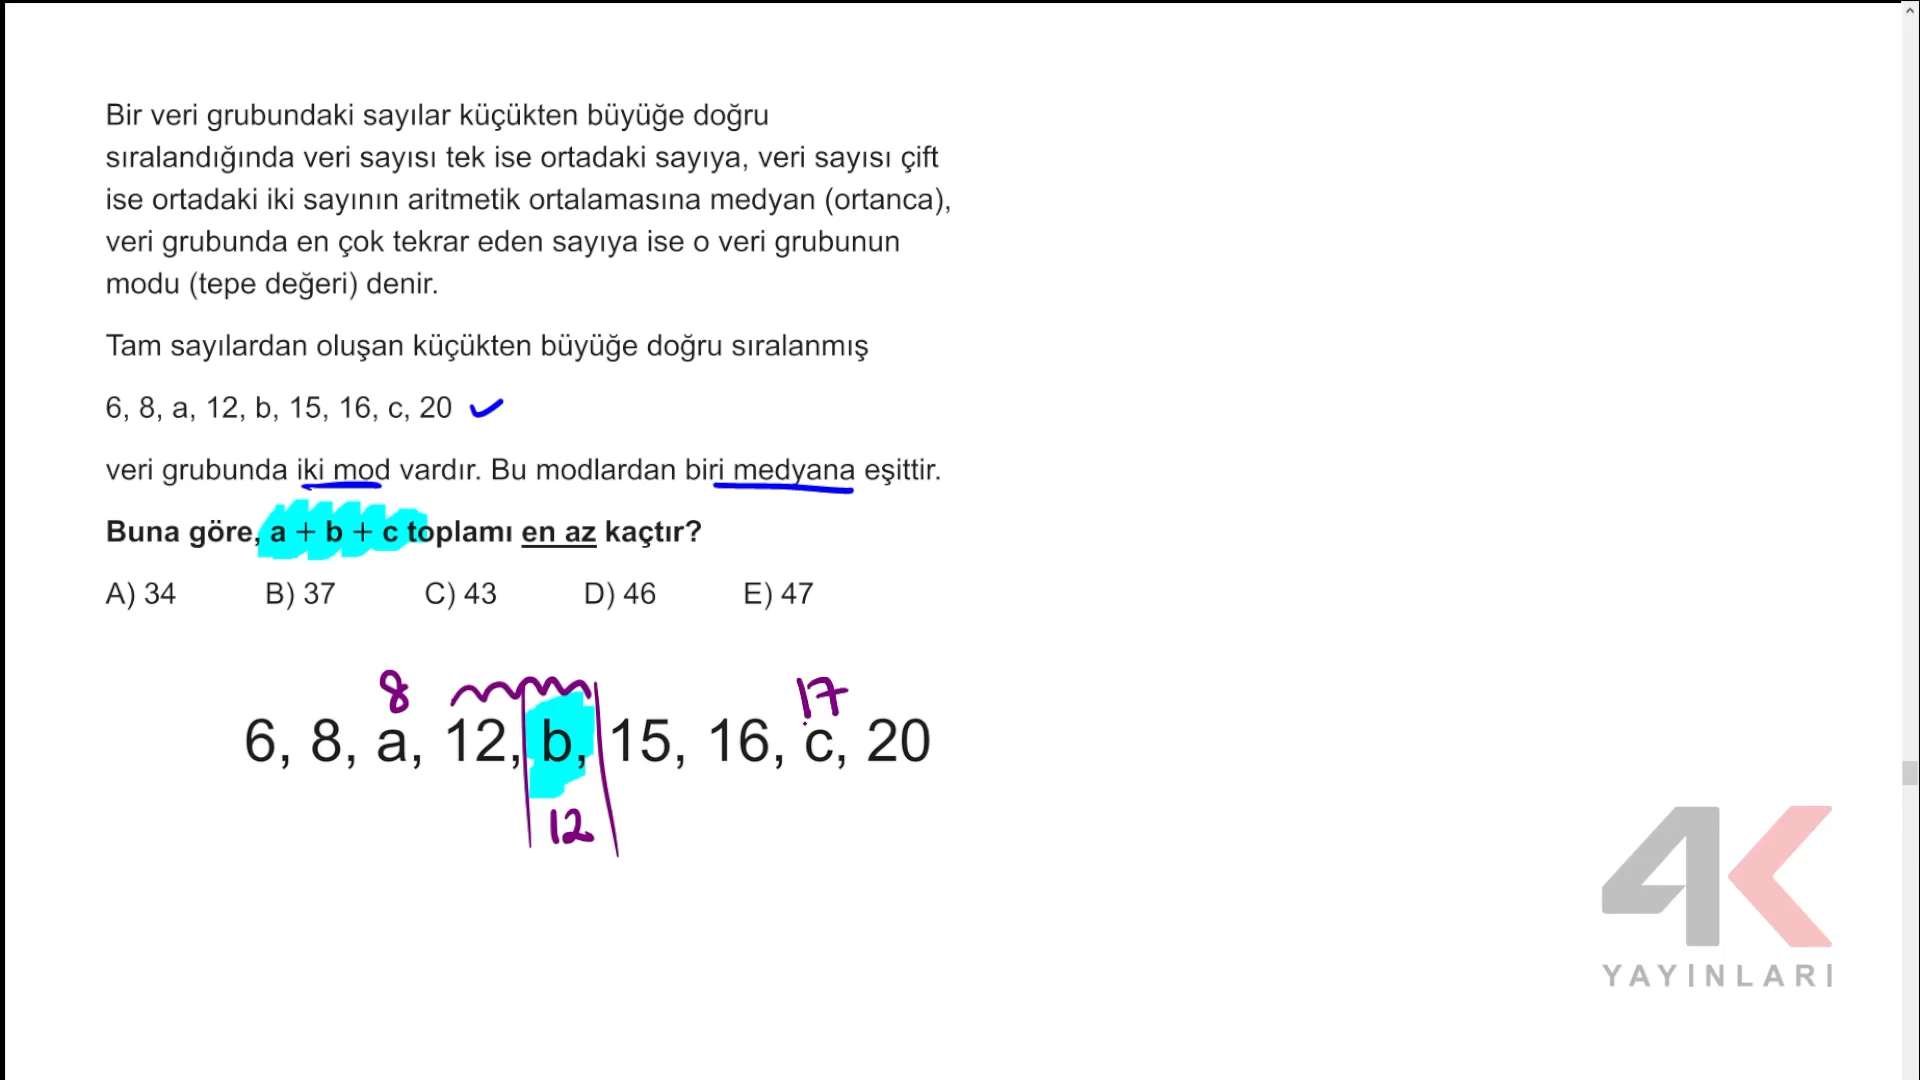 Bir veri grubundaki sayılar küçükten büyüğe doğru
sıralandığında veri sayısı tek ise ortadaki sayıya, veri sayısı çift
ise ortadaki iki sayının aritmetik ortalamasına medyan (ortanca),
veri grubunda en çok tekrar eden sayıya ise o veri grubunun
modu (tepe değeri) denir.
Tam sayılardan oluşan küçükten büyüğe doğru sıralanmış
6, 8, a, 12, b, 15, 16, c, 20
veri grubunda iki mod vardır. Bu modlardan biri medyana eşittir.
Buna göre, a + b + c toplamı en az kaçtır?
A) 34 B) 37 C) 43 D) 46 E) 47
8 17
6, 8, a, 12, b, 15, 16, c, 20
12
4K
YAYINLARI